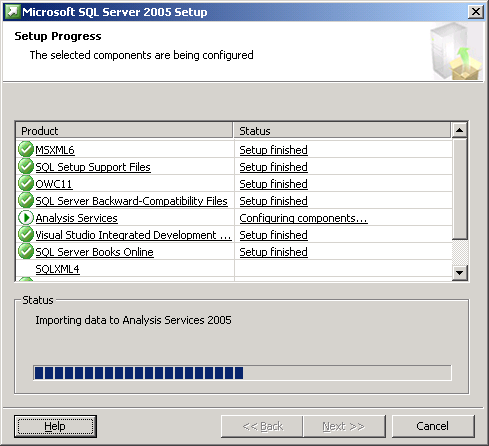 Microsoft SQL Server 2005 Setup
Setup Progress
The selected components are being configured
Product Status
MSXML6 Setup finished
SQL Setup Support Files Setup finished
OWC11 Setup finished
SQL Server Backward-Compatibility Files Setup finished
Analysis Services Configuring components...
Visual Studio Integrated Development ... Setup finished
SQL Server Books Online Setup finished
SQLXML4
Status
Importing data to Analysis Services 2005
Help << Back Next >> Cancel